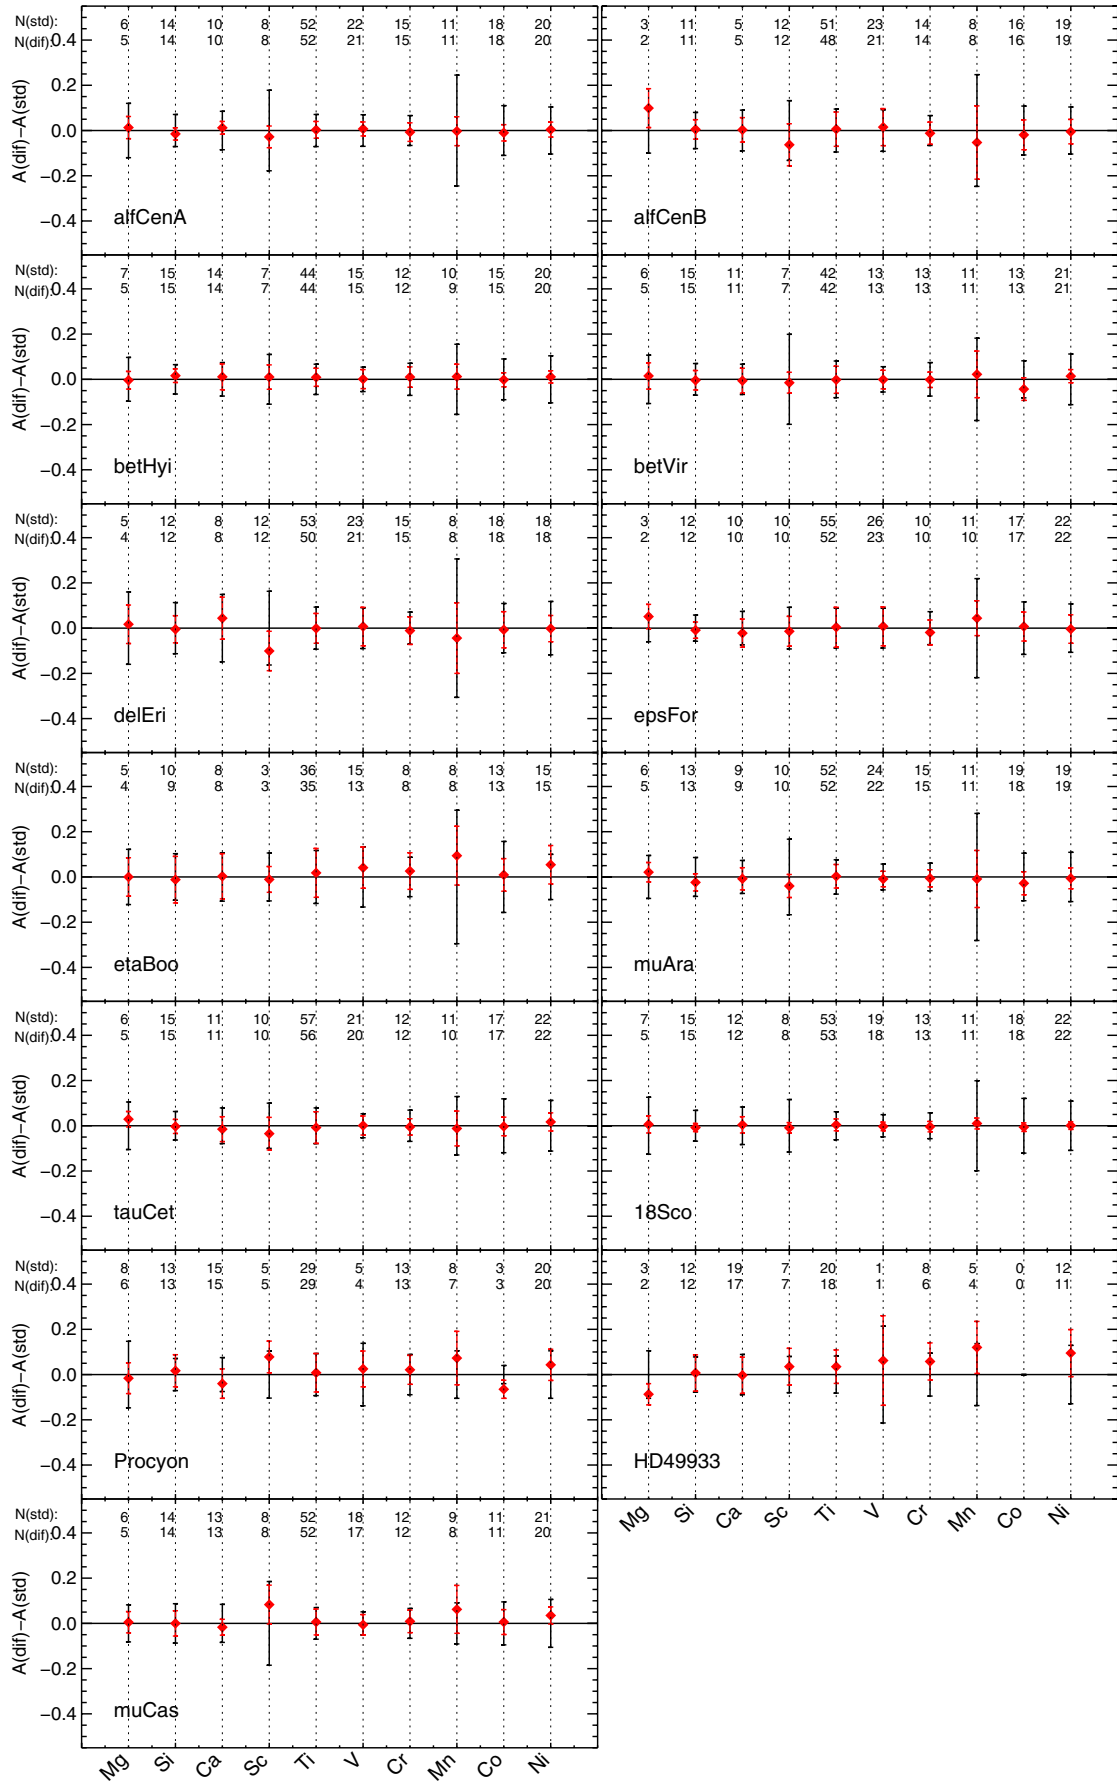 N(std): 6 14 10 8 52 22 15 11 18 20
N(dif): 5 14 10 8 52 21 15 11 18 20
0.4
0.2
0.0
−0.2
−0.4
A(dif)−A(std)
alfCenA
3 11 5 12 51 23 14 8 16 19
2 11 5 12 48 21 14 8 16 19
alfCenB
N(std): 7 15 14 7 44 15 12 10 15 20
N(dif): 5 15 14 7 44 15 12 9 15 20
0.4
0.2
0.0
−0.2
−0.4
A(dif)−A(std)
betHyi
6 15 11 7 42 13 13 11 13 21
5 15 11 7 42 13 13 11 13 21
betVir
N(std): 5 12 8 12 53 23 15 8 18 18
N(dif): 4 12 8 12 50 21 15 8 18 18
0.4
0.2
0.0
−0.2
−0.4
A(dif)−A(std)
delEri
3 12 10 10 55 26 10 11 17 22
2 12 10 10 52 23 10 10 17 22
epsFor
N(std): 5 10 8 3 36 15 8 8 13 15
N(dif): 4 9 8 3 35 13 8 8 13 15
0.4
0.2
0.0
−0.2
−0.4
A(dif)−A(std)
etaBoo
6 13 9 10 52 24 15 11 19 19
5 13 9 10 52 22 15 11 18 19
muAra
N(std): 6 15 11 10 57 21 12 11 17 22
N(dif): 5 15 11 10 56 20 12 10 17 22
0.4
0.2
0.0
−0.2
−0.4
A(dif)−A(std)
tauCet
7 15 12 8 53 19 13 11 18 22
5 15 12 8 53 18 13 11 18 22
18Sco
N(std): 8 13 15 5 29 5 13 8 3 20
N(dif): 6 13 15 5 29 4 13 7 3 20
0.4
0.2
0.0
−0.2
−0.4
A(dif)−A(std)
Procyon
3 12 19 7 20 1 8 5 0 12
2 12 17 7 18 1 6 4 0 11
HD49933
Mg Si Ca Sc Ti V Cr Mn Co Ni
N(std): 6 14 13 8 52 18 12 9 11 21
N(dif): 5 14 13 8 52 17 12 8 11 20
0.4
0.2
0.0
−0.2
−0.4
A(dif)−A(std)
muCas
Mg Si Ca Sc Ti V Cr Mn Co Ni